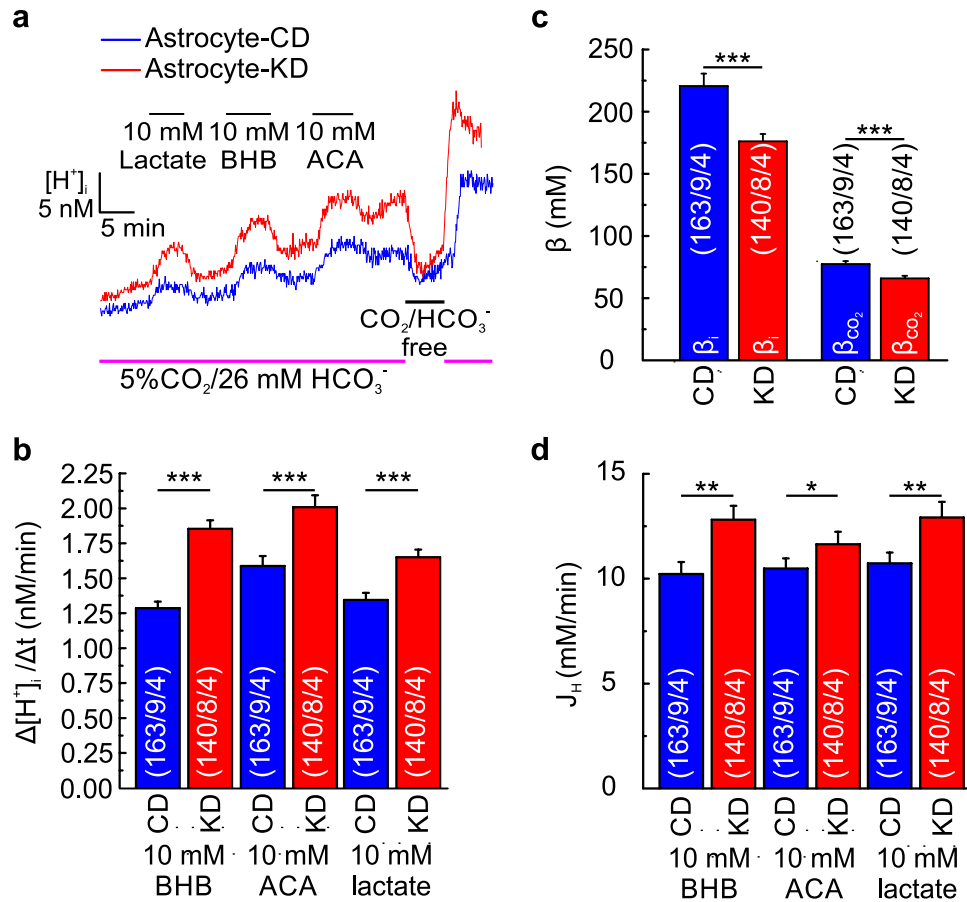 a
Astrocyte-CD
Astrocyte-KD
10 mM 10 mM 10 mM
Lactate BHB ACA
[H⁺]ᵢ
5 nM
5 min
CO₂/HCO₃⁻
free
5%CO₂/26 mM HCO₃⁻
c
β (mM)
250
200
150
100
50
0
***
***
(163/9/4)
(140/8/4)
(163/9/4)
(140/8/4)
βᵢ
βᵢ
β_CO₂
β_CO₂
CD KD CD KD
b
Δ[H⁺]ᵢ/Δt (nM/min)
2.25
2.00
1.75
1.50
1.25
1.00
0.75
0.50
0.25
0.00
*** *** ***
(163/9/4)
(140/8/4)
(163/9/4)
(140/8/4)
(163/9/4)
(140/8/4)
CD KD CD KD CD KD
10 mM 10 mM 10 mM
BHB ACA lactate
d
J_H (mM/min)
15
10
5
0
** * **
(163/9/4)
(140/8/4)
(163/9/4)
(140/8/4)
(163/9/4)
(140/8/4)
CD KD CD KD CD KD
10 mM 10 mM 10 mM
BHB ACA lactate